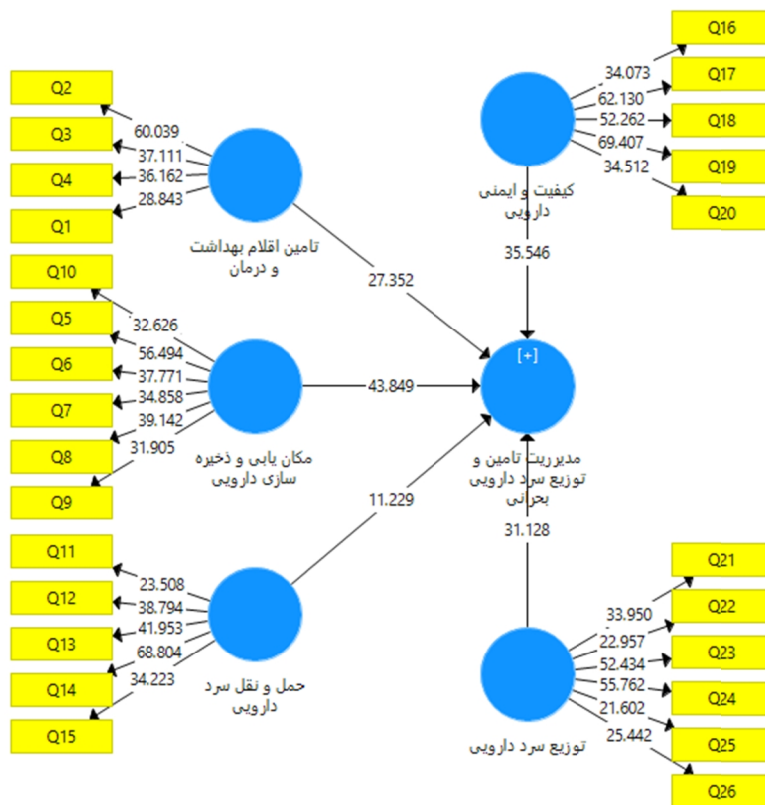 Q2
Q3
Q4
Q1
60.039
37.111
36.162
28.843
تامین اقلام بهداشت
و درمان
27.352
Q10
Q5
Q6
Q7
Q8
Q9
32.626
56.494
37.771
34.858
39.142
31.905
مکان یابی و ذخیره
سازی دارویی
43.849
Q11
Q12
Q13
Q14
Q15
23.508
38.794
41.953
68.804
34.223
حمل و نقل سرد
دارویی
11.229
Q16
Q17
Q18
Q19
Q20
34.073
62.130
52.262
69.407
34.512
کیفیت و ایمنی
دارویی
35.546
[+]
مدیرریت تامین و
توزیع سرد دارویی
بحرانی
31.128
Q21
Q22
Q23
Q24
Q25
Q26
33.950
22.957
52.434
55.762
21.602
25.442
توزیع سرد دارویی